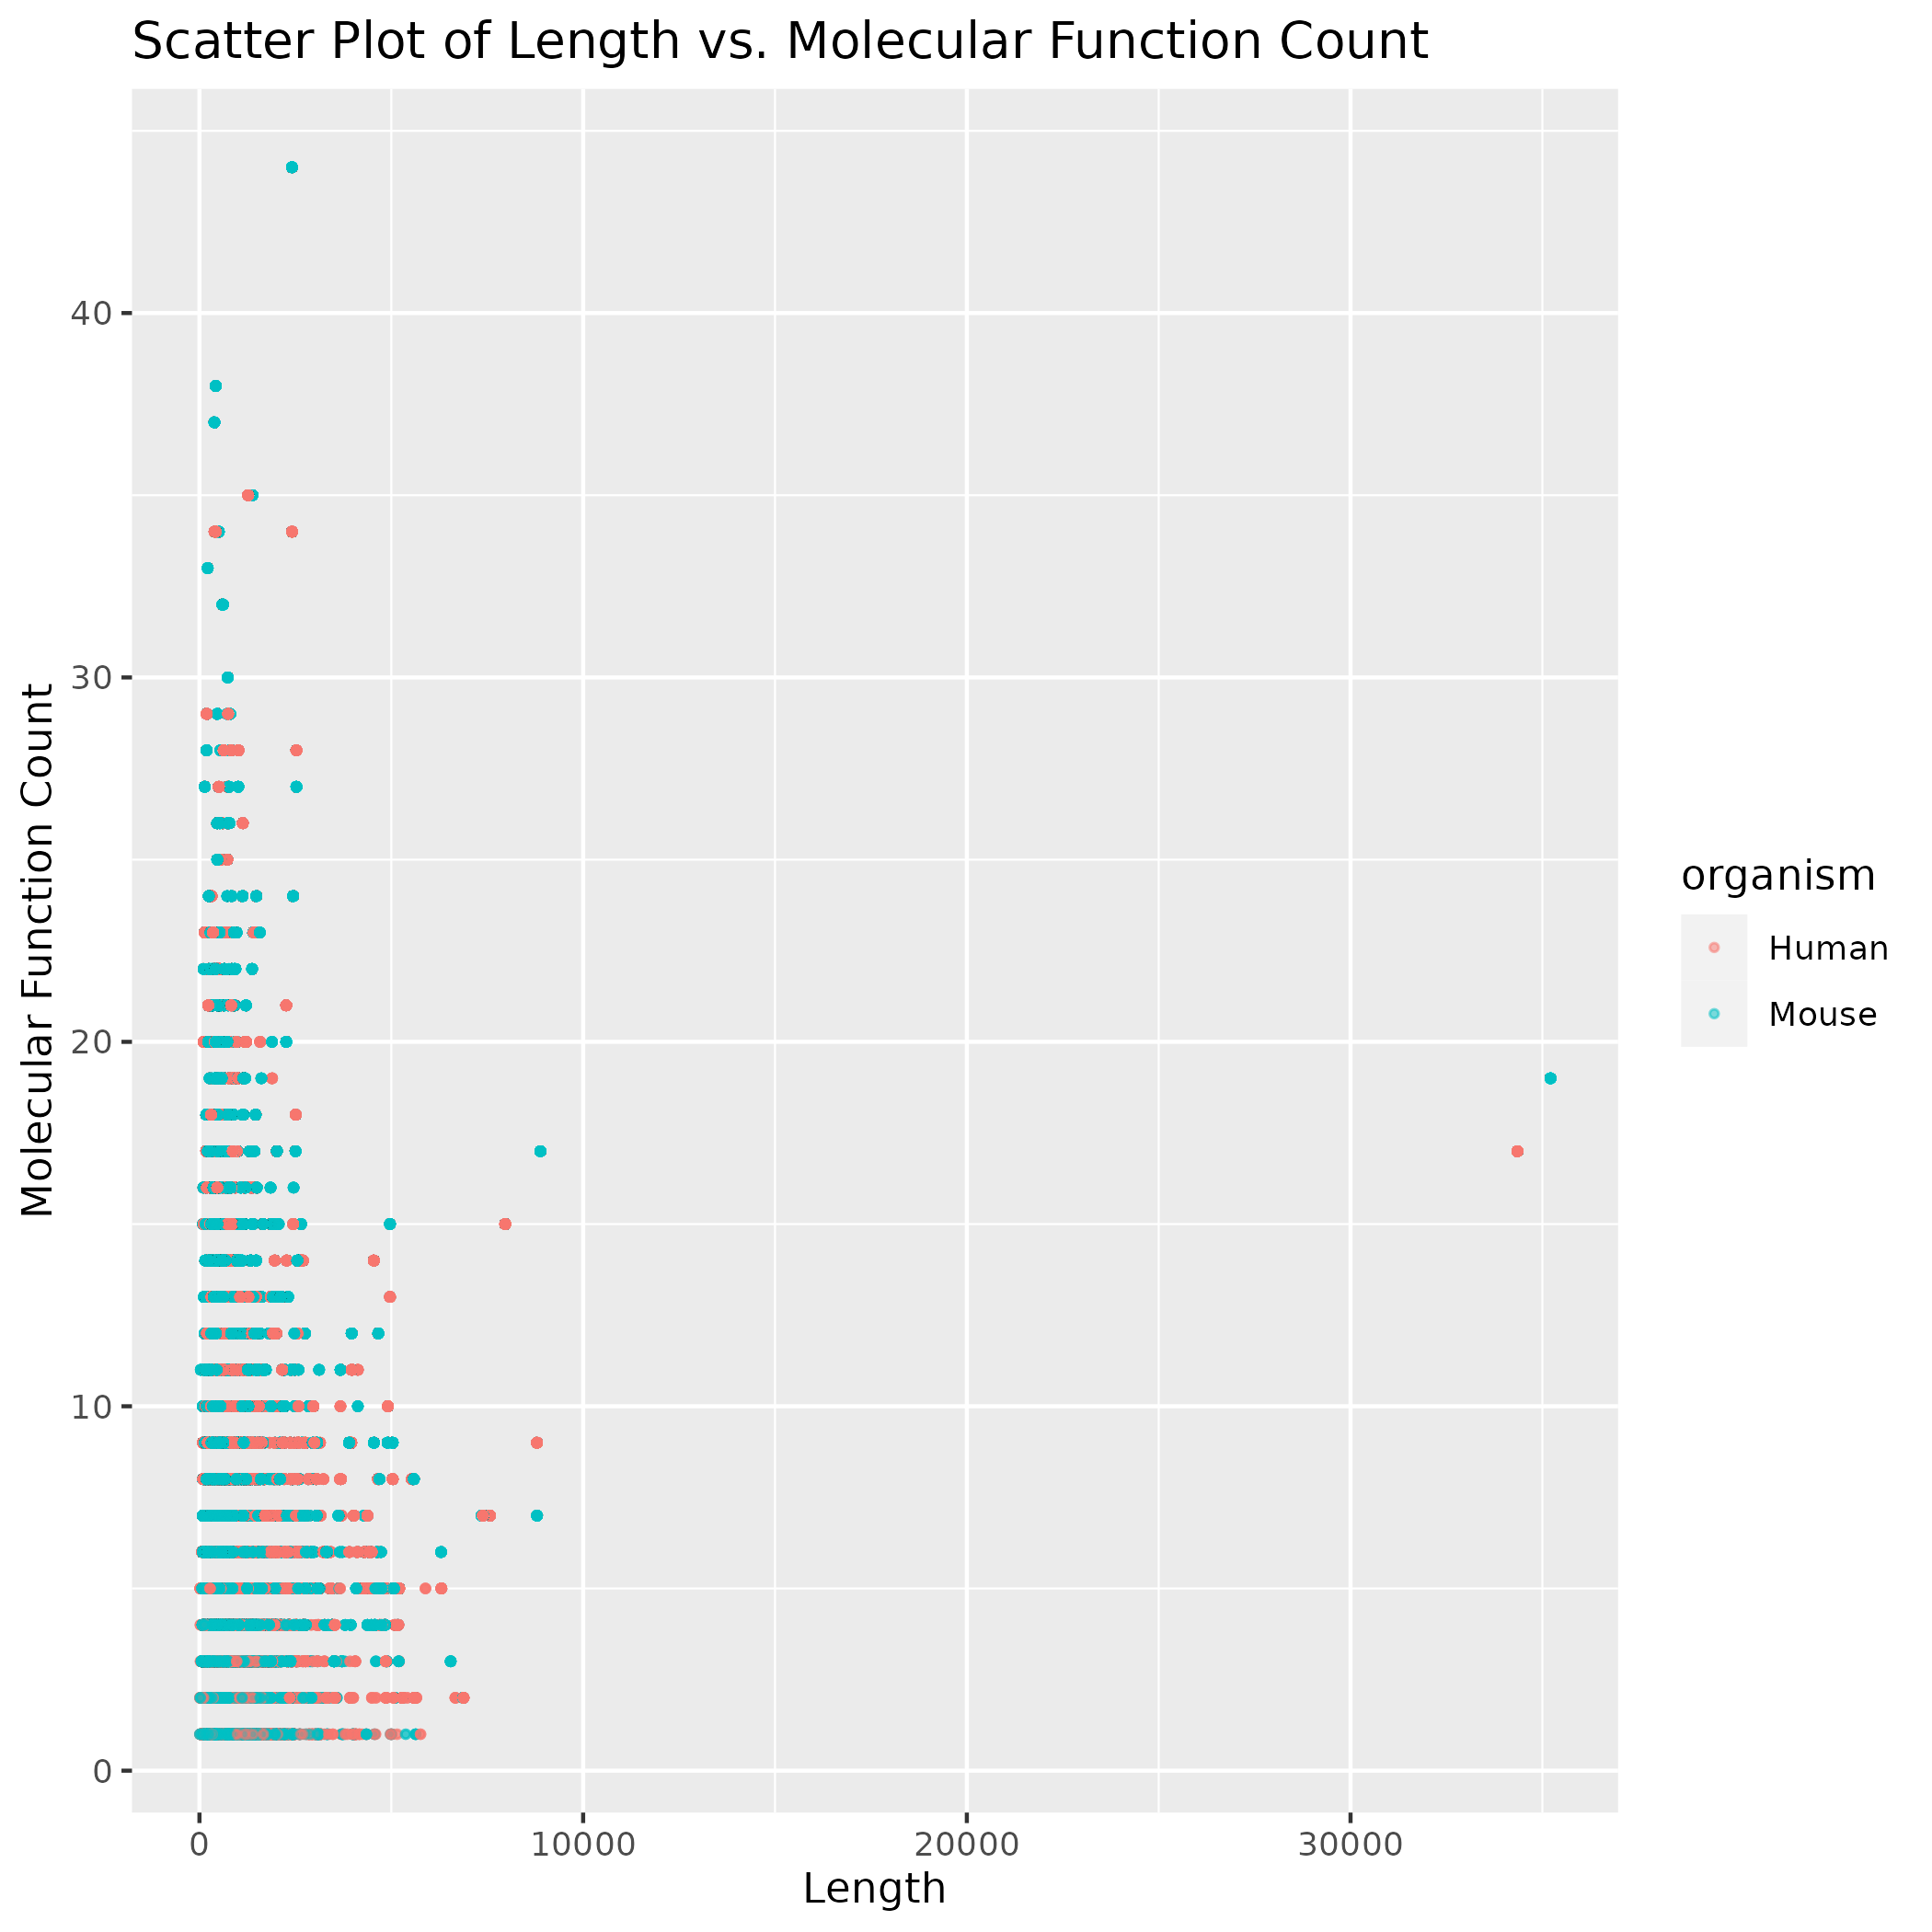 Scatter Plot of Length vs. Molecular Function Count
Molecular Function Count
40
30
20
10
0
0
10000
20000
30000
Length
organism
Human
Mouse